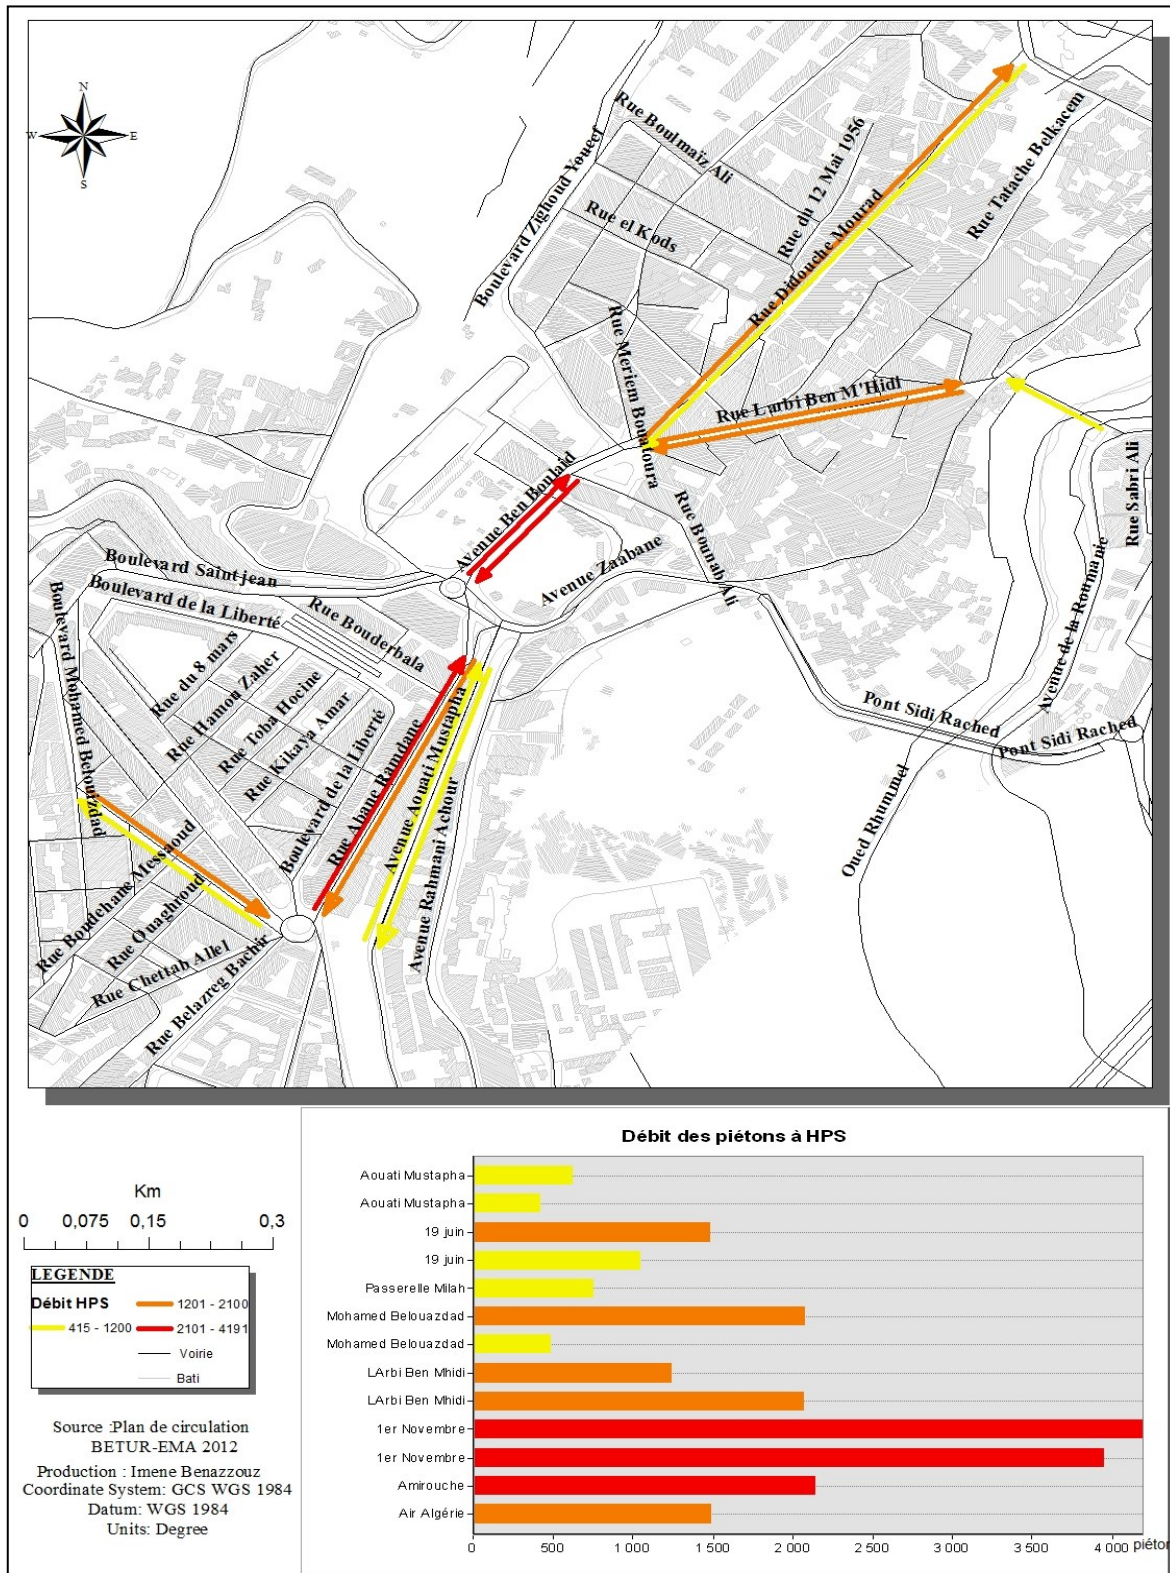 N
W
E
S
Rue Boulmaïz Ali
Boulevard Zighoud Youcef
Rue du 12 Mai 1956
Rue Tatache Belkacem
Rue el Kods
Rue Didouche Mourad
Rue Meriem Bouatoura
Rue Larbi Ben M'Hidi
Rue Sabri Ali
Avenue Ben Boulaid
Rue Bounab Ali
Avenue Zaabane
Boulevard Saintjean
Boulevard de la Liberté
Rue Bouderbala
Boulevard Mohamed Belouizdad
Rue du 8 mars
Rue Hamou Zaher
Rue Toba Hocine
Rue Kikaya Amar
Boulevard de la Liberté
Rue Abane Ramdane
Avenue Aouati Mustapha
Avenue Rahmani Achour
Avenue de la Roumanie
Pont Sidi Rached
Pont Sidi Rached
Oued Rhummel
Rue Boudehane Messaoud
Rue Ouaghroud
Rue Chettah Allel
Rue Belazreg Bachir
Km
0 0,075 0,15 0,3
LEGENDE
Débit HPS
1201 - 2100
415 - 1200
2101 - 4191
Voirie
Bati
Source :Plan de circulation
BETUR-EMA 2012
Production : Imene Benazzouz
Coordinate System: GCS WGS 1984
Datum: WGS 1984
Units: Degree
Débit des piétons à HPS
Aouati Mustapha
Aouati Mustapha
19 juin
19 juin
Passerelle Milah
Mohamed Belouazdad
Mohamed Belouazdad
LArbi Ben Mhidi
LArbi Ben Mhidi
1er Novembre
1er Novembre
Amirouche
Air Algérie
0 500 1 000 1 500 2 000 2 500 3 000 3 500 4 000 piéton